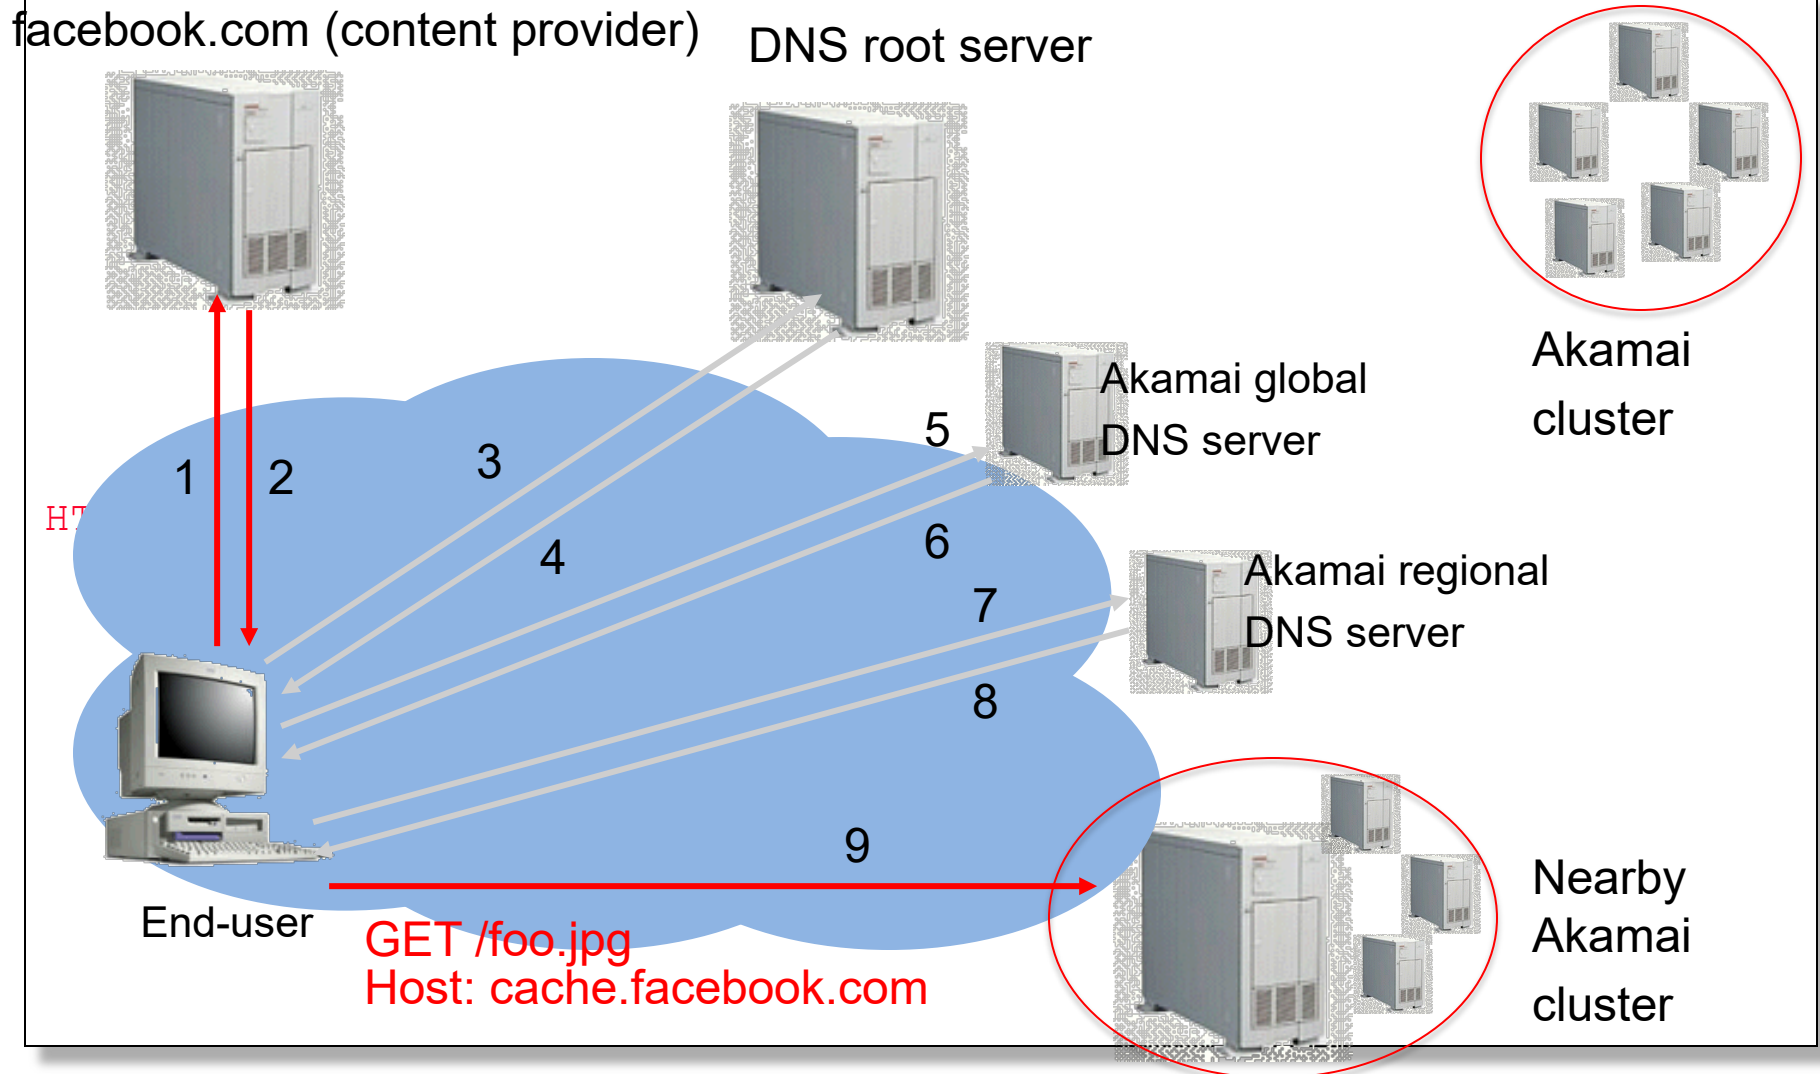 facebook.com (content provider)
DNS root server
Akamai
cluster
Akamai global
DNS server
5
3
1
2
HT
6
4
Akamai regional
DNS server
7
8
9
Nearby
Akamai
cluster
End-user
GET /foo.jpg
Host: cache.facebook.com